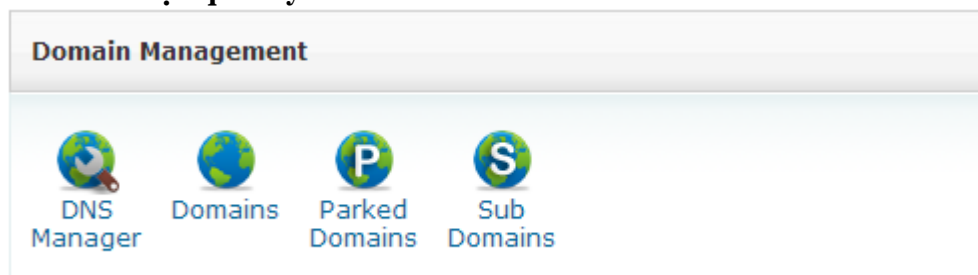 Domain Management
P
S
DNS
Manager
Domains
Parked
Domains
Sub
Domains